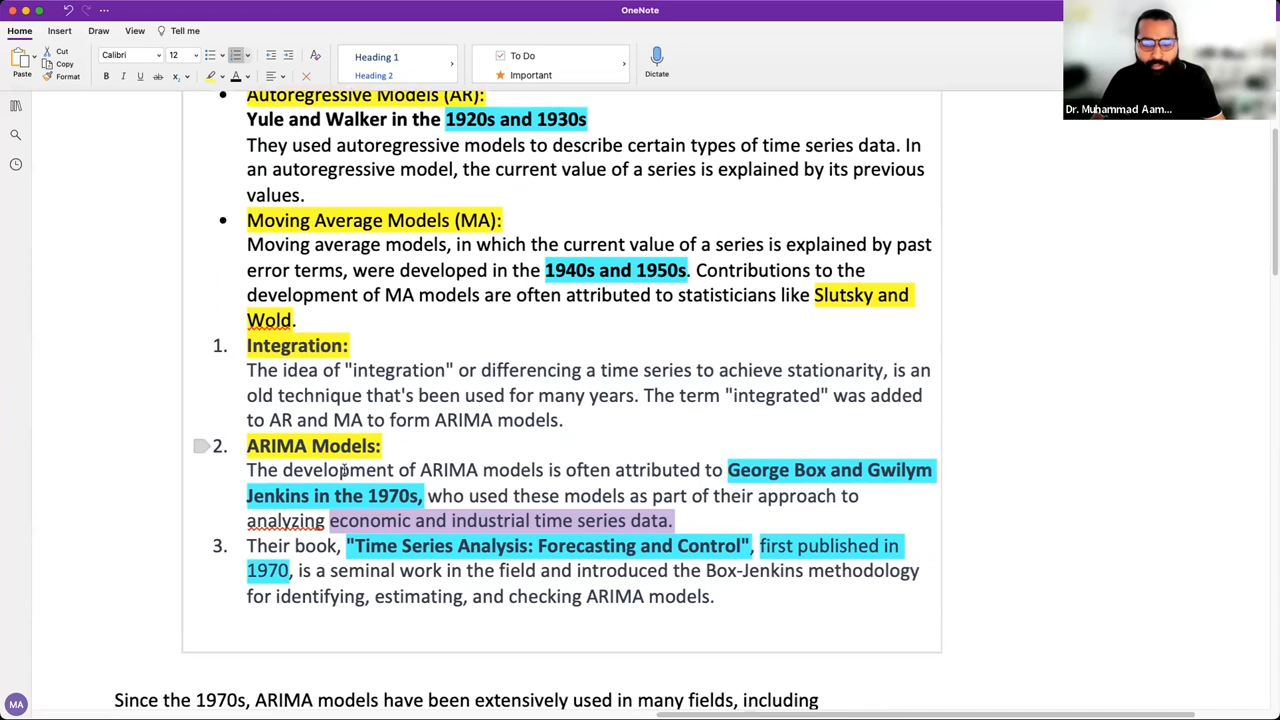 OneNote
Home Insert Draw View Tell me
Paste
Cut
Copy
Format
Calibri 12
B I U ab x A
Heading 1
Heading 2
To Do
Important
Dictate
Dr. Muhammad Aam...
Autoregressive Models (AR):
Yule and Walker in the 1920s and 1930s
They used autoregressive models to describe certain types of time series data. In
an autoregressive model, the current value of a series is explained by its previous
values.
• Moving Average Models (MA):
Moving average models, in which the current value of a series is explained by past
error terms, were developed in the 1940s and 1950s. Contributions to the
development of MA models are often attributed to statisticians like Slutsky and
Wold.
1. Integration:
The idea of "integration" or differencing a time series to achieve stationarity, is an
old technique that's been used for many years. The term "integrated" was added
to AR and MA to form ARIMA models.
2. ARIMA Models:
The development of ARIMA models is often attributed to George Box and Gwilym
Jenkins in the 1970s, who used these models as part of their approach to
analyzing economic and industrial time series data.
3. Their book, "Time Series Analysis: Forecasting and Control", first published in
1970, is a seminal work in the field and introduced the Box-Jenkins methodology
for identifying, estimating, and checking ARIMA models.
Since the 1970s, ARIMA models have been extensively used in many fields, including
MA